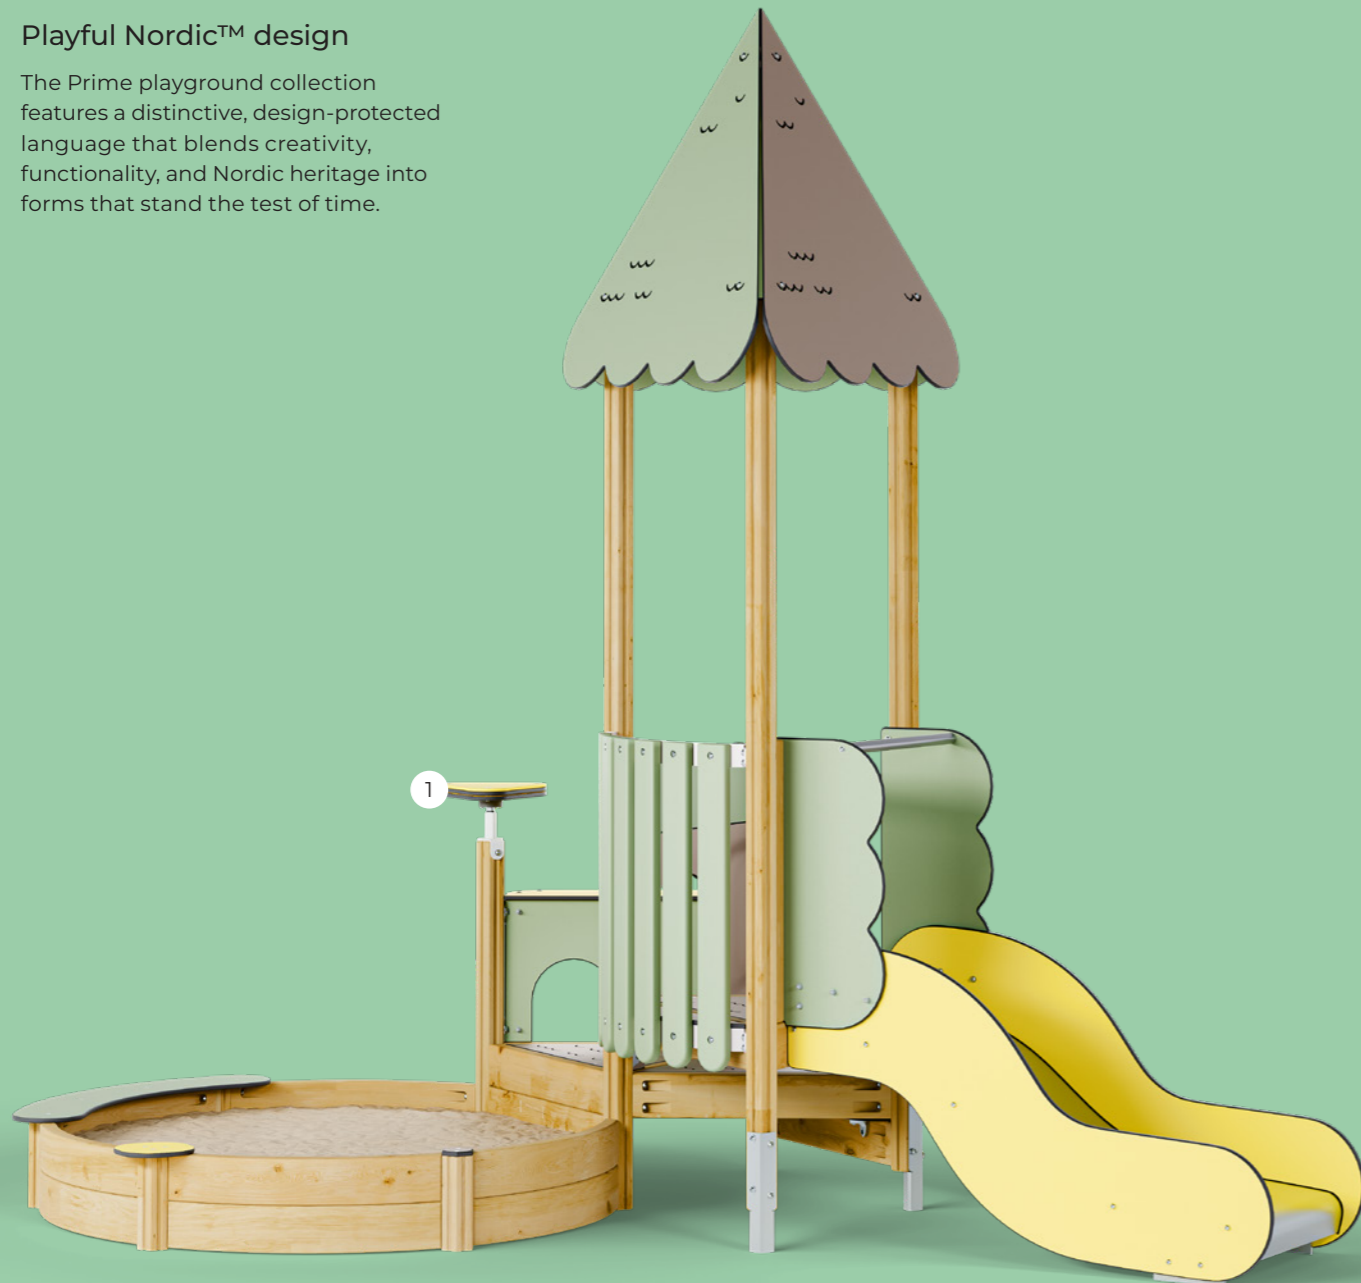 Playful Nordic™ design
The Prime playground collection
features a distinctive, design-protected
language that blends creativity,
functionality, and Nordic heritage into
forms that stand the test of time.
1